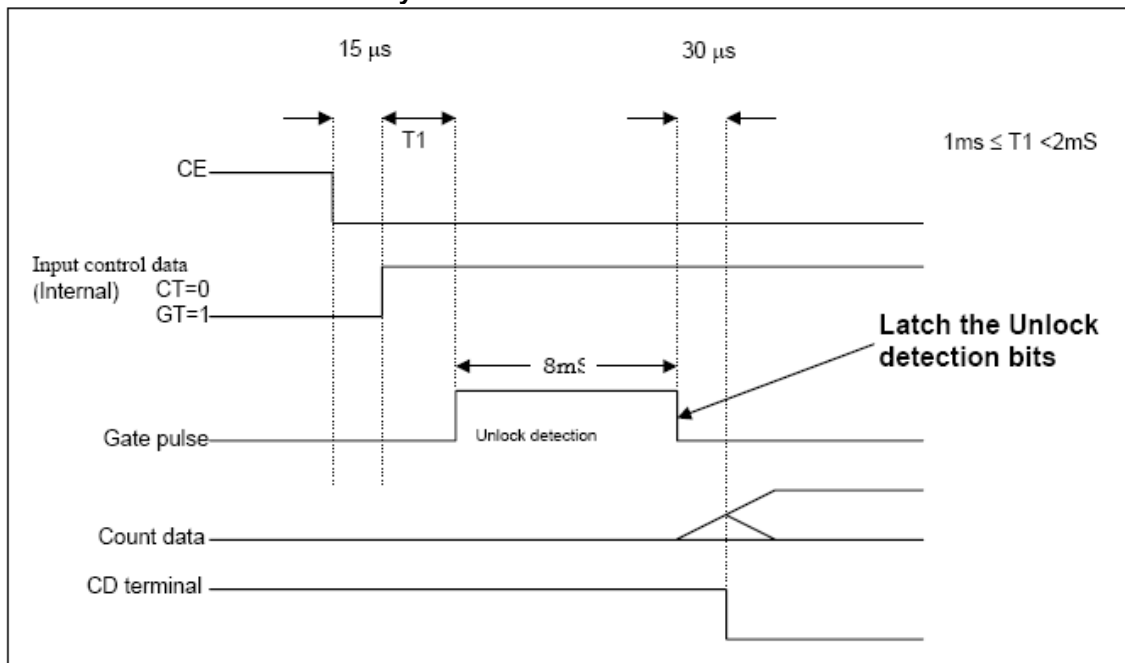 15 μs
30 μs
T1
1ms ≤ T1 <2mS
CE
Input control data
(Internal) CT=0
GT=1
Latch the Unlock
detection bits
8mS
Gate pulse
Unlock detection
Count data
CD terminal